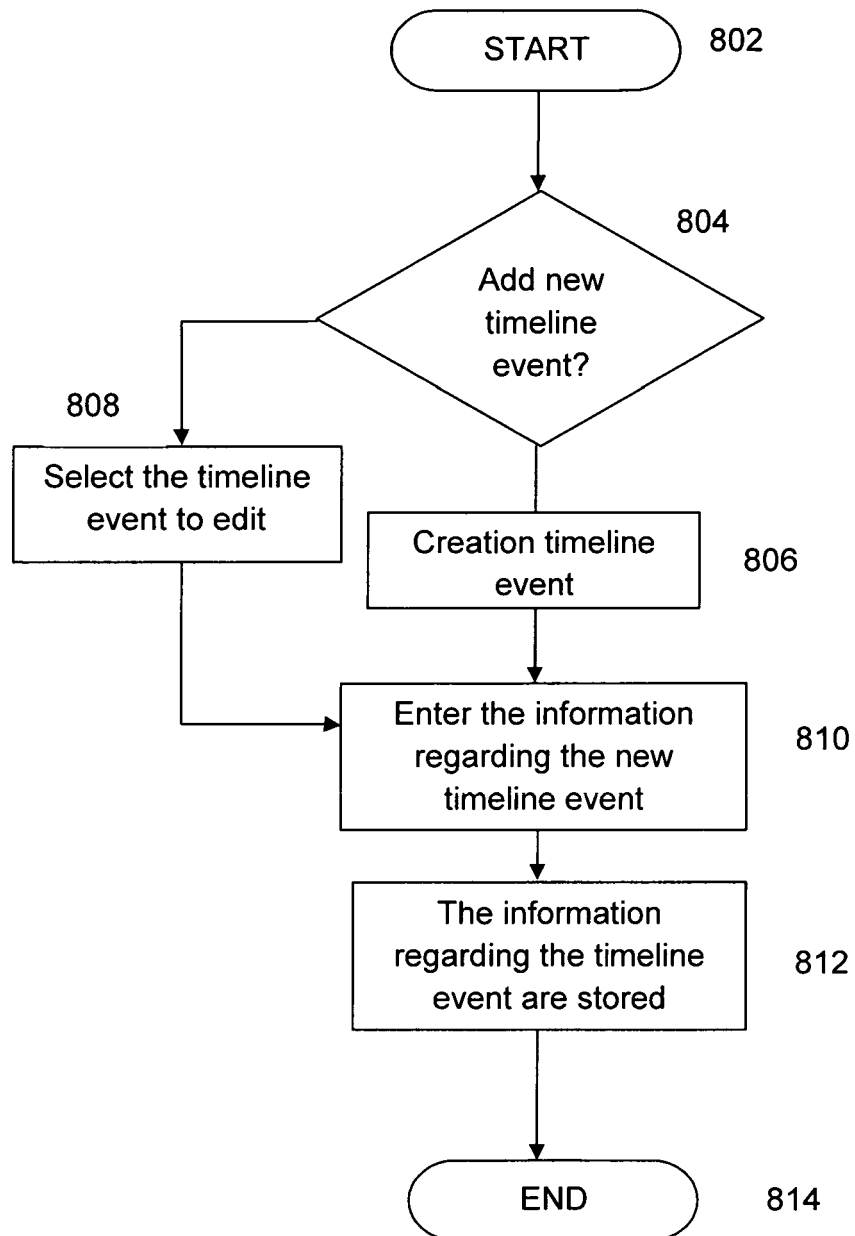 START
802
804
Add new
timeline
event?
808
Select the timeline
event to edit
Creation timeline
event
806
Enter the information
regarding the new
timeline event
810
The information
regarding the timeline
event are stored
812
END
814